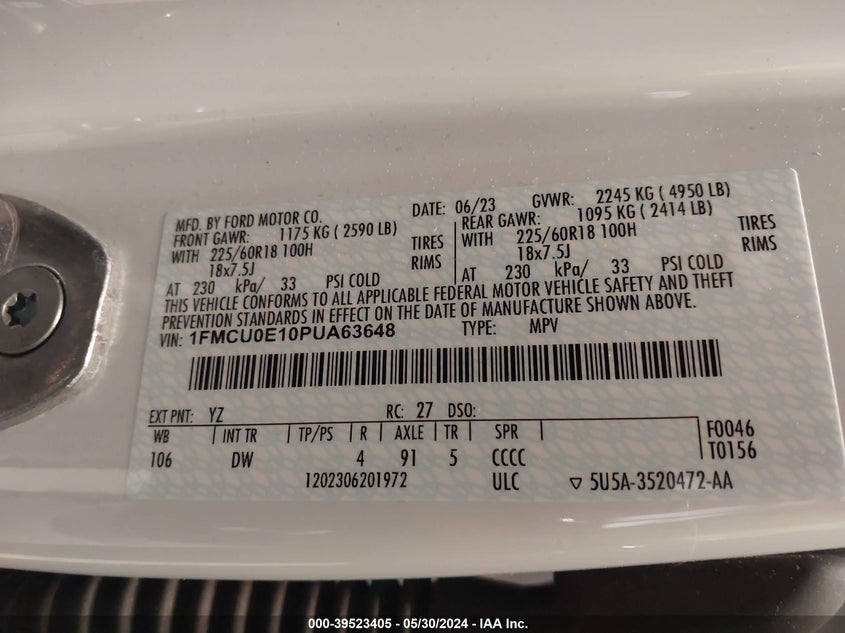 MFD. BY FORD MOTOR CO.
DATE: 06/23 GVWR: 2245 KG ( 4950 LB)
FRONT GAWR: 1175 KG ( 2590 LB)
WITH 225/60R18 100H TIRES
18x7.5J RIMS
AT 230 kPa/ 33 PSI COLD
REAR GAWR: 1095 KG ( 2414 LB)
WITH 225/60R18 100H TIRES
18x7.5J RIMS
AT 230 kPa/ 33 PSI COLD
THIS VEHICLE CONFORMS TO ALL APPLICABLE FEDERAL MOTOR VEHICLE SAFETY AND THEFT
PREVENTION STANDARDS IN EFFECT ON THE DATE OF MANUFACTURE SHOWN ABOVE.
VIN: 1FMCU0E10PUA63648 TYPE: MPV
EXT PNT: YZ RC: 27 DSO:
WB INT TR TP/PS R AXLE TR SPR F0046
106 DW 4 91 5 CCCC T0156
1202306201972 ULC ▽ 5U5A-3520472-AA
000-39523405 - 05/30/2024 - IAA Inc.